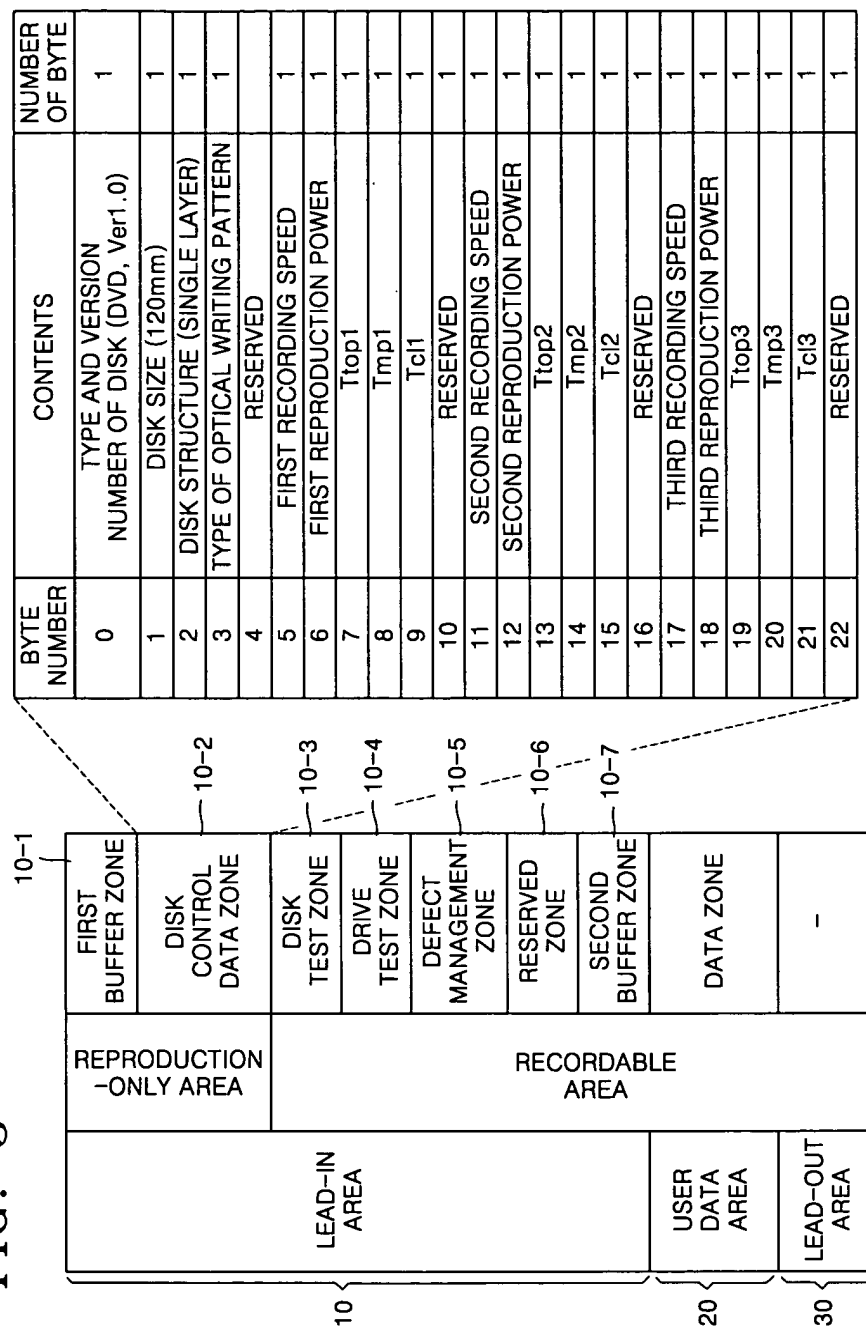 FIG.
10
LEAD-IN
AREA
REPRODUCTION
-ONLY AREA
FIRST
BUFFER ZONE
10-1
DISK
CONTROL
DATA ZONE
10-2
RECORDABLE
AREA
DISK
TEST ZONE
10-3
DRIVE
TEST ZONE
10-4
DEFECT
MANAGEMENT
ZONE
10-5
RESERVED
ZONE
10-6
SECOND
BUFFER ZONE
10-7
20
USER
DATA
AREA
DATA ZONE
30
LEAD-OUT
AREA
-
BYTE
NUMBER
CONTENTS
NUMBER
OF BYTE
0
TYPE AND VERSION
NUMBER OF DISK (DVD, Ver1.0)
1
1 DISK SIZE (120mm) 1
2 DISK STRUCTURE (SINGLE LAYER) 1
3 TYPE OF OPTICAL WRITING PATTERN 1
4 RESERVED
5 FIRST RECORDING SPEED 1
6 FIRST REPRODUCTION POWER 1
7 Ttop1 1
8 Tmp1 1
9 Tcl1 1
10 RESERVED 1
11 SECOND RECORDING SPEED 1
12 SECOND REPRODUCTION POWER 1
13 Ttop2 1
14 Tmp2 1
15 Tcl2 1
16 RESERVED 1
17 THIRD RECORDING SPEED 1
18 THIRD REPRODUCTION POWER 1
19 Ttop3 1
20 Tmp3 1
21 Tcl3 1
22 RESERVED 1